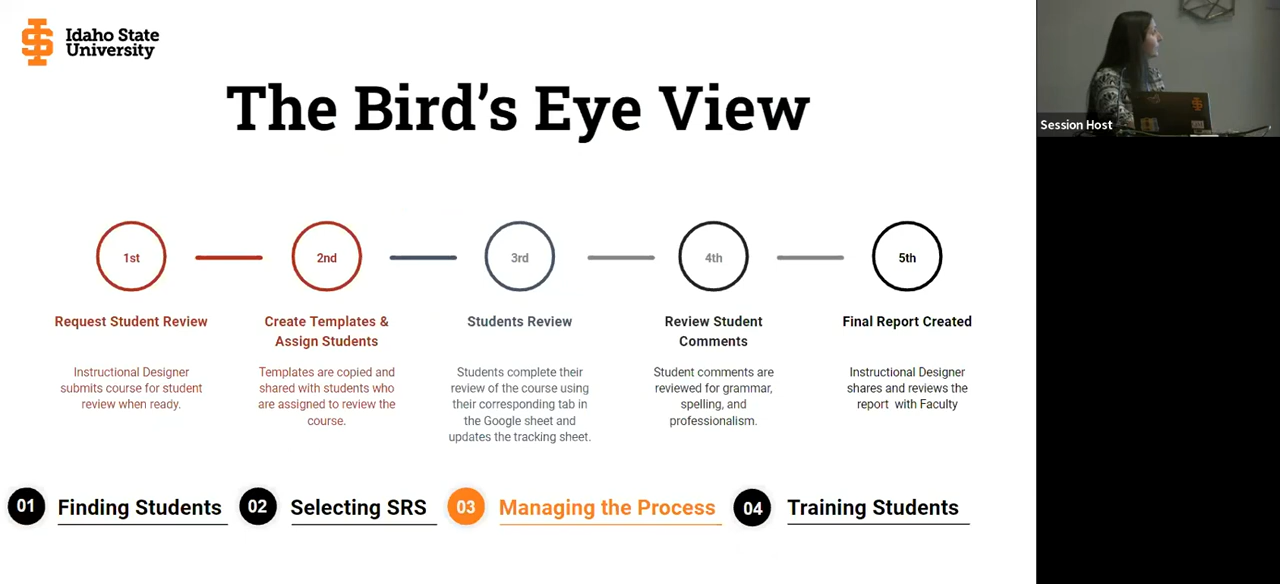 Idaho State
University
The Bird's Eye View
1st
2nd
3rd
4th
5th
Request Student Review
Instructional Designer
submits course for student
review when ready.
Create Templates &
Assign Students
Templates are copied and
shared with students who
are assigned to review the
course.
Students Review
Students complete their
review of the course using
their corresponding tab in
the Google sheet and
updates the tracking sheet.
Review Student
Comments
Student comments are
reviewed for grammar,
spelling, and
professionalism.
Final Report Created
Instructional Designer
shares and reviews the
report with Faculty
01 Finding Students
02 Selecting SRS
03 Managing the Process
04 Training Students
Session Host